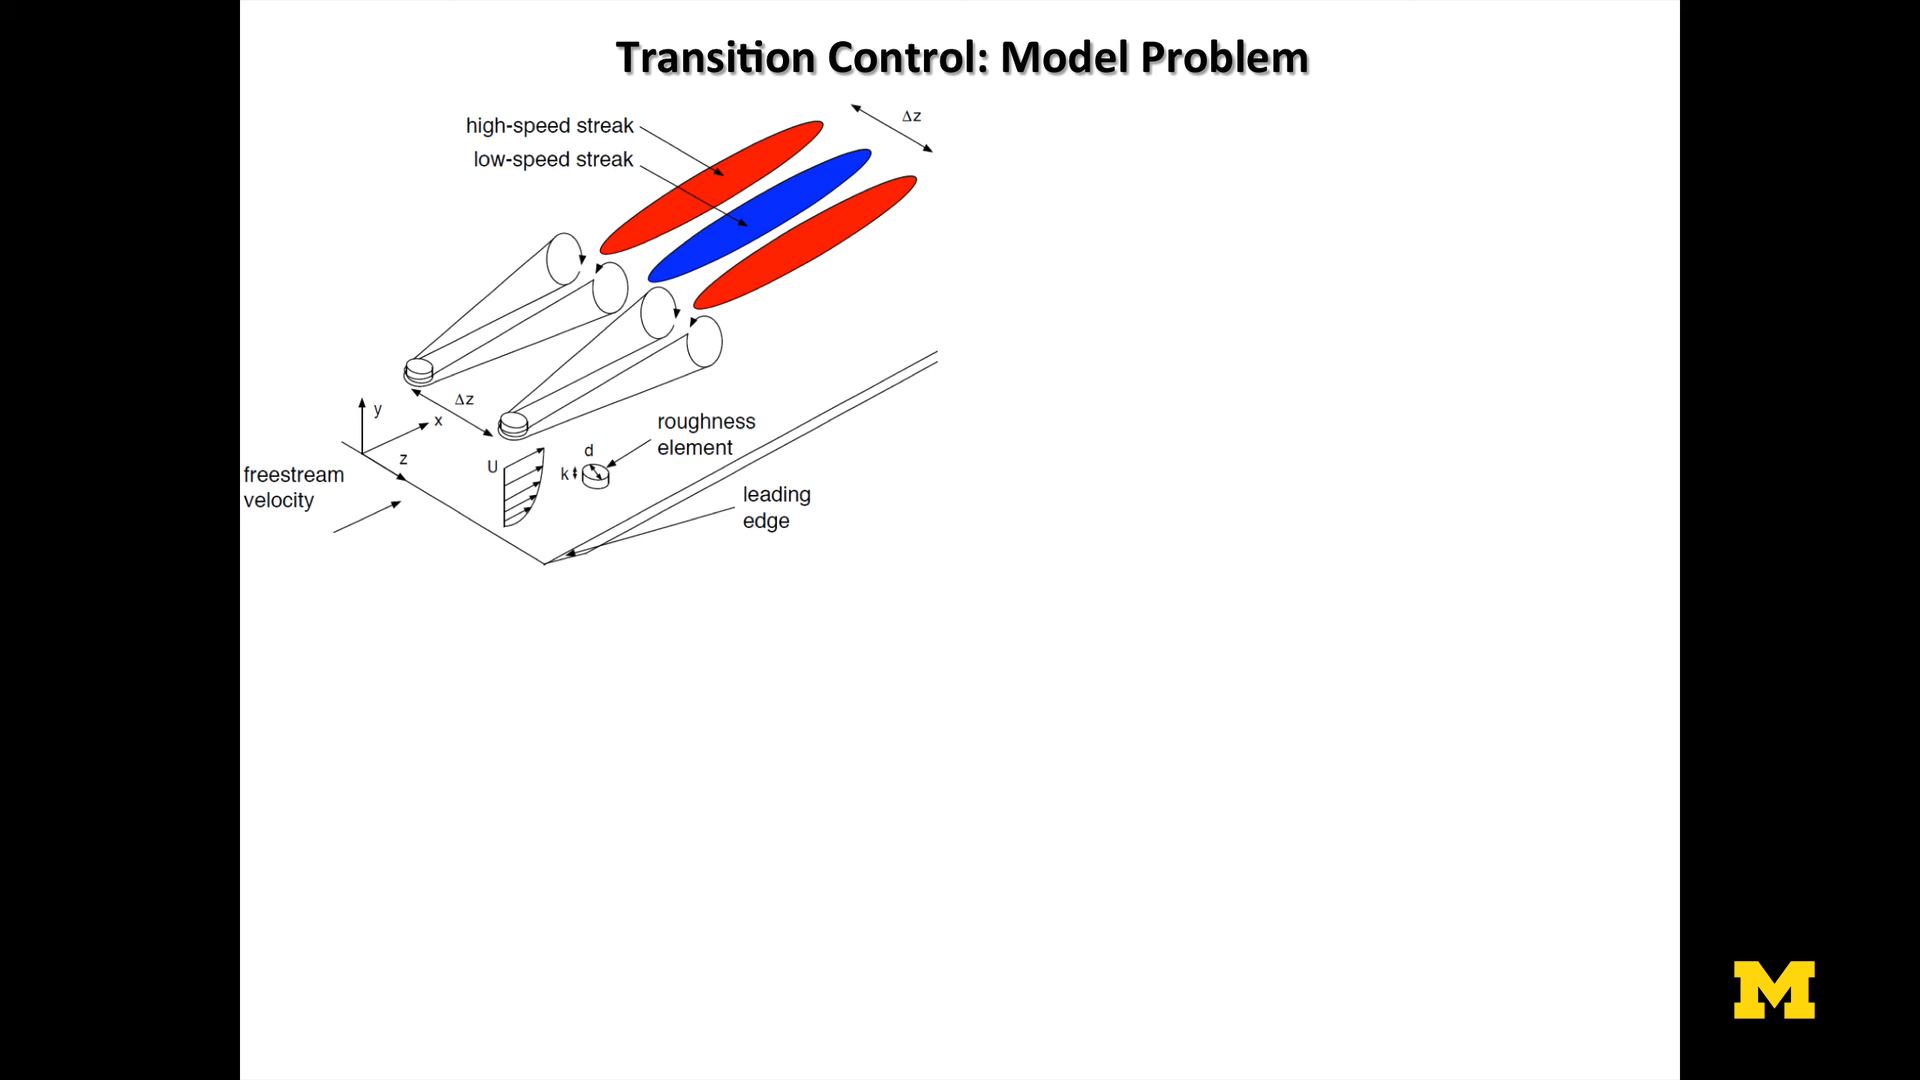 Transition Control: Model Problem
high-speed streak
low-speed streak
Δz
Δz
y
x
z
freestream
velocity
U
d
k
roughness
element
leading
edge
M